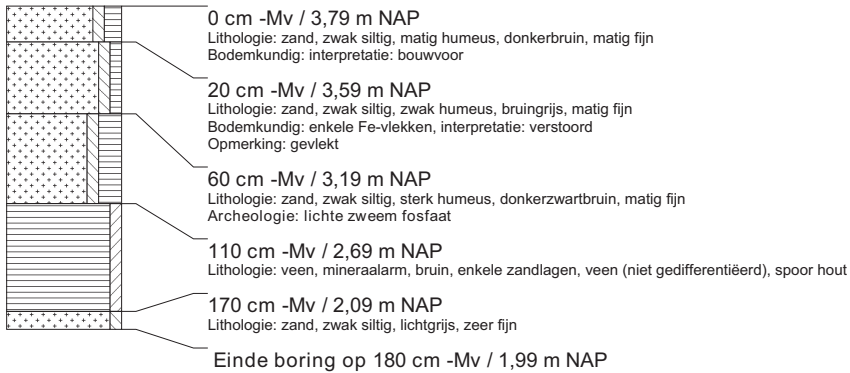 0 cm -Mv / 3,79 m NAP
Lithologie: zand, zwak siltig, matig humeus, donkerbruin, matig fijn
Bodemkundig: interpretatie: bouwvoor
20 cm -Mv / 3,59 m NAP
Lithologie: zand, zwak siltig, zwak humeus, bruingrijs, matig fijn
Bodemkundig: enkele Fe-vlekken, interpretatie: verstoord
Opmerking: gevlekt
60 cm -Mv / 3,19 m NAP
Lithologie: zand, zwak siltig, sterk humeus, donkerzwartbruin, matig fijn
Archeologie: lichte zweem fosfaat
110 cm -Mv / 2,69 m NAP
Lithologie: veen, mineraalarm, bruin, enkele zandlagen, veen (niet gedifferentiëerd), spoor hout
170 cm -Mv / 2,09 m NAP
Lithologie: zand, zwak siltig, lichtgrijs, zeer fijn
Einde boring op 180 cm -Mv / 1,99 m NAP